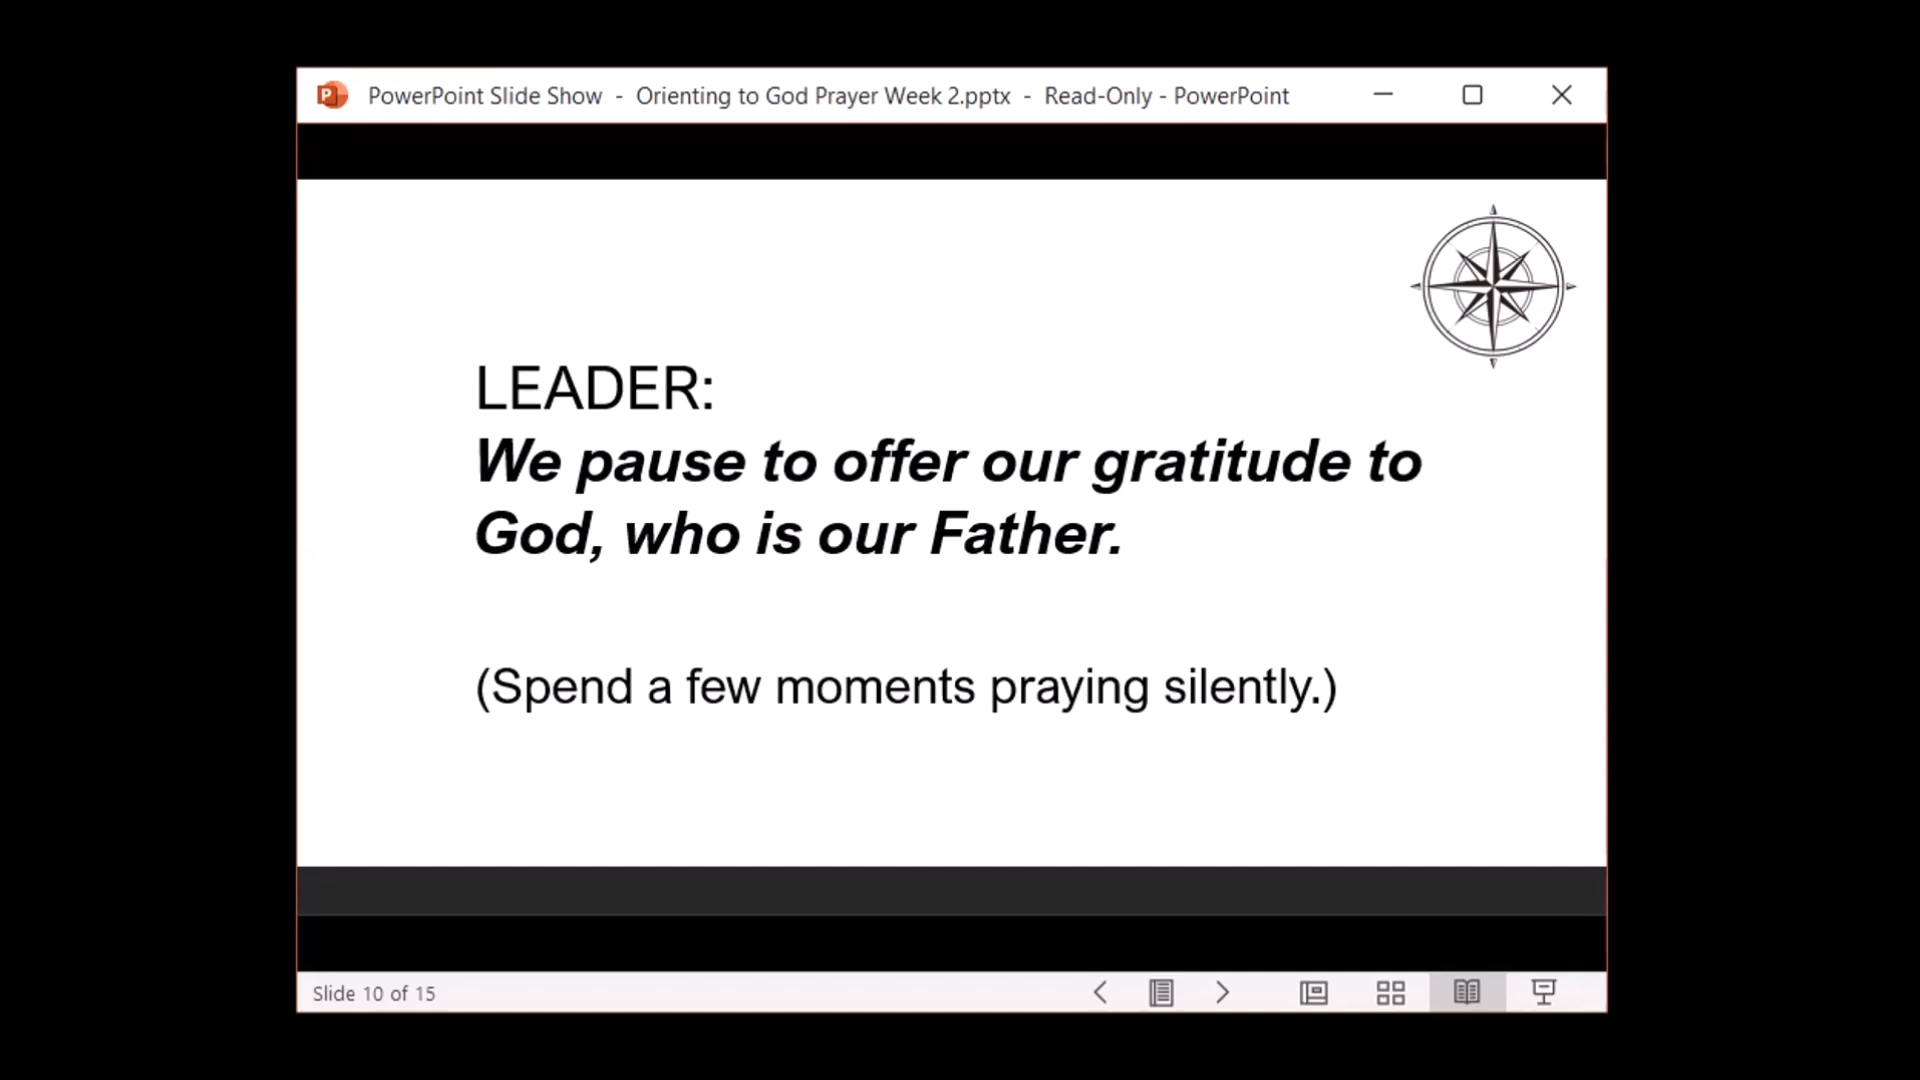 PowerPoint Slide Show - Orienting to God Prayer Week 2.pptx - Read-Only - PowerPoint
LEADER:
We pause to offer our gratitude to
God, who is our Father.
(Spend a few moments praying silently.)
Slide 10 of 15